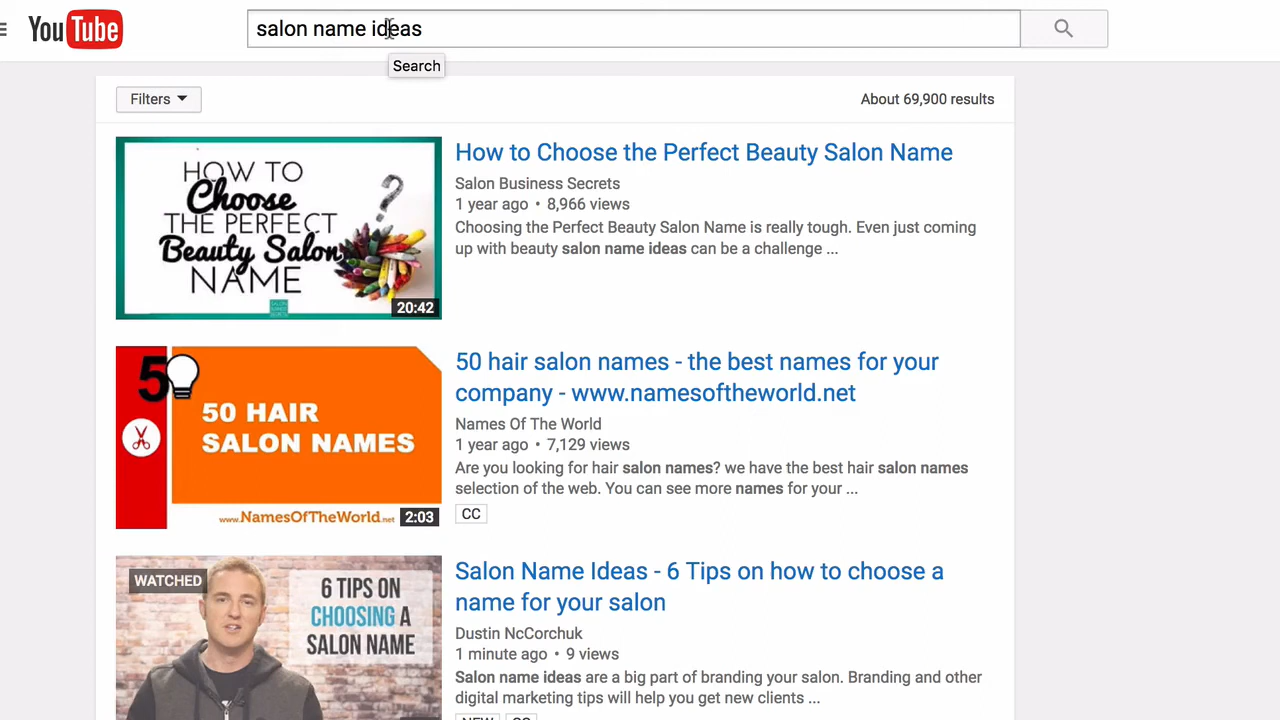 YouTube
salon name ideas
Search
Filters
About 69,900 results
HOW TO
Choose
THE PERFECT
Beauty Salon
NAME
?
20:42
How to Choose the Perfect Beauty Salon Name
Salon Business Secrets
1 year ago • 8,966 views
Choosing the Perfect Beauty Salon Name is really tough. Even just coming
up with beauty salon name ideas can be a challenge ...
5
50 HAIR
SALON NAMES
www.NamesOfTheWorld.net
2:03
50 hair salon names - the best names for your
company - www.namesoftheworld.net
Names Of The World
1 year ago • 7,129 views
Are you looking for hair salon names? we have the best hair salon names
selection of the web. You can see more names for your ...
CC
WATCHED
6 TIPS ON
CHOOSING A
SALON NAME
Salon Name Ideas - 6 Tips on how to choose a
name for your salon
Dustin NcCorchuk
1 minute ago • 9 views
Salon name ideas are a big part of branding your salon. Branding and other
digital marketing tips will help you get new clients ...
NEW CC